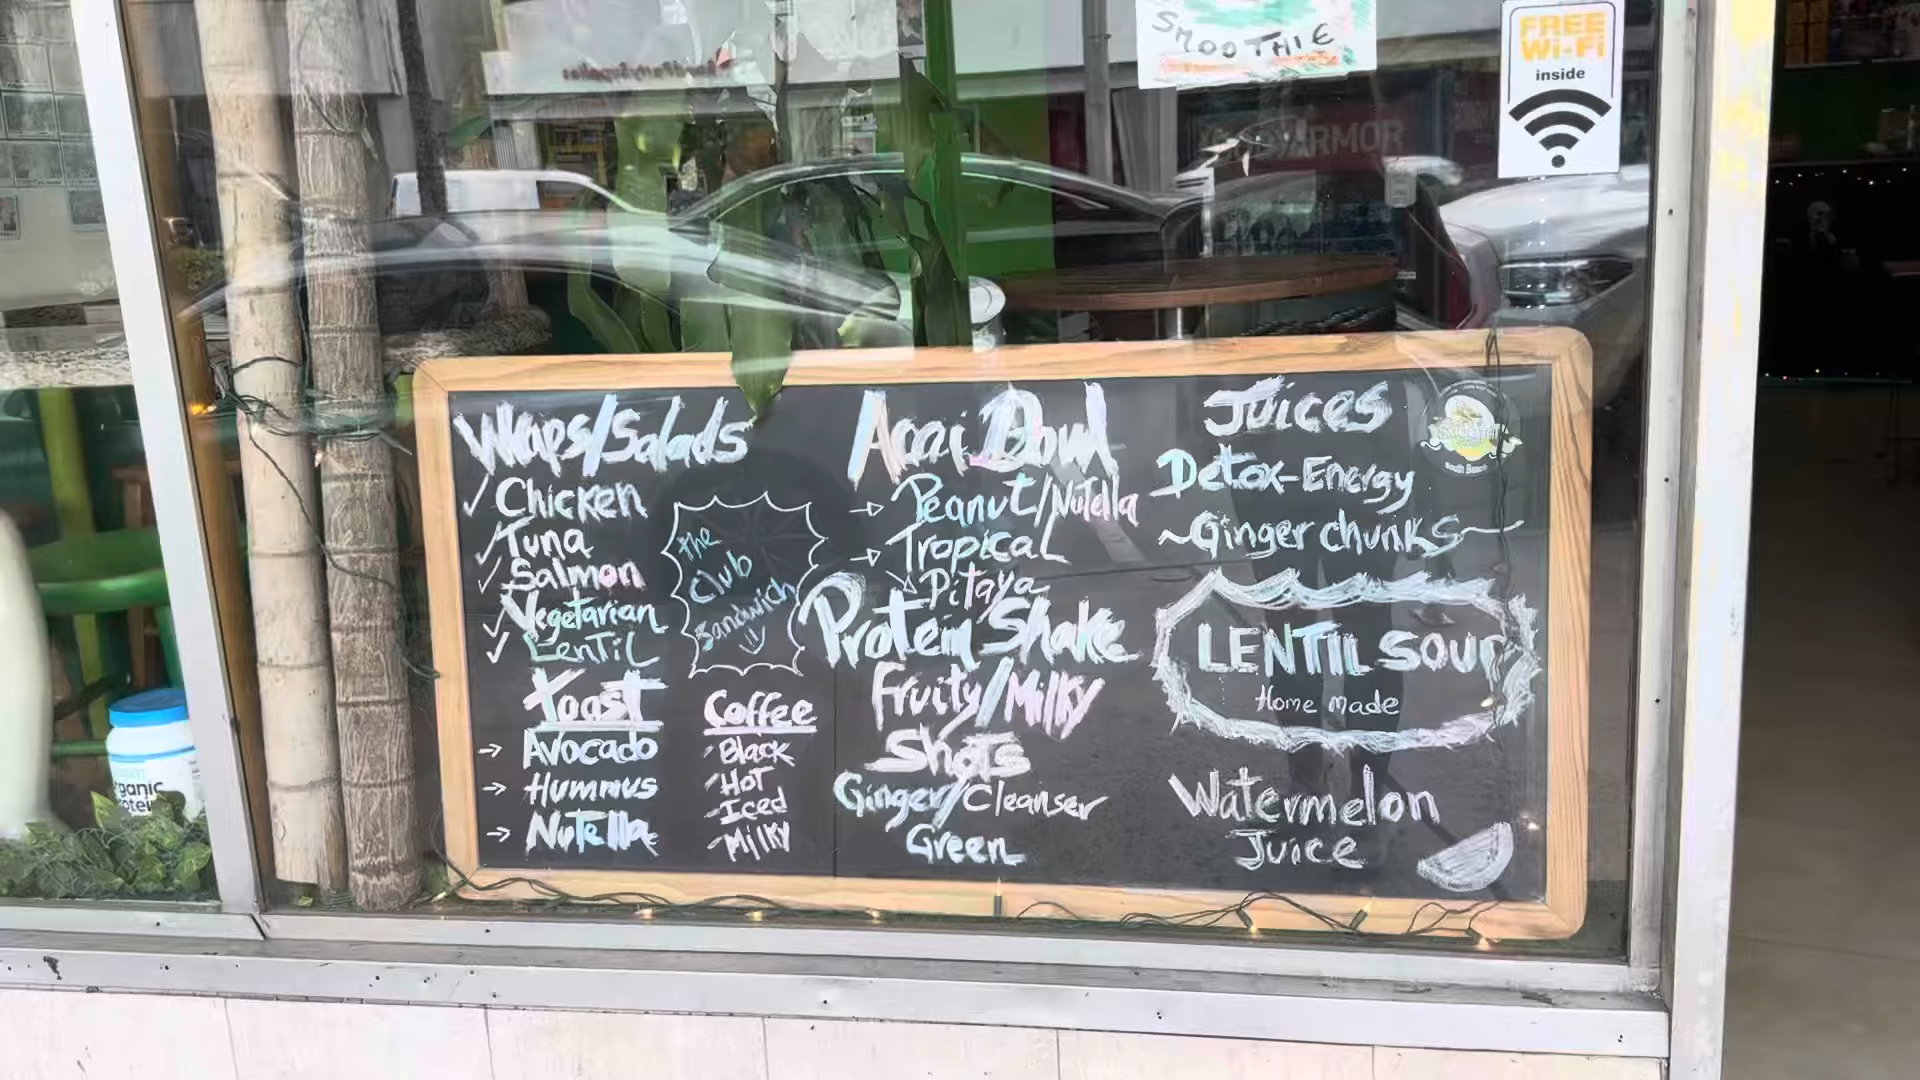 SMOOTHIE
FREE
Wi-Fi
inside
ARMOR
Wraps/Salads
Chicken
Tuna
Salmon
Vegetarian
Lentil
The
Club
Sandwich
Toast
Avocado
Hummus
Nutella
Coffee
Black
Hot
Iced
Milky
Acai Bowl
Peanut/Nutella
Tropical
Pitaya
Protein Shake
Fruity/Milky
Shots
Ginger/Cleanser
Green
Juices
Detox-Energy
~Ginger chunks~
LENTIL SOUP
Home made
Watermelon
Juice